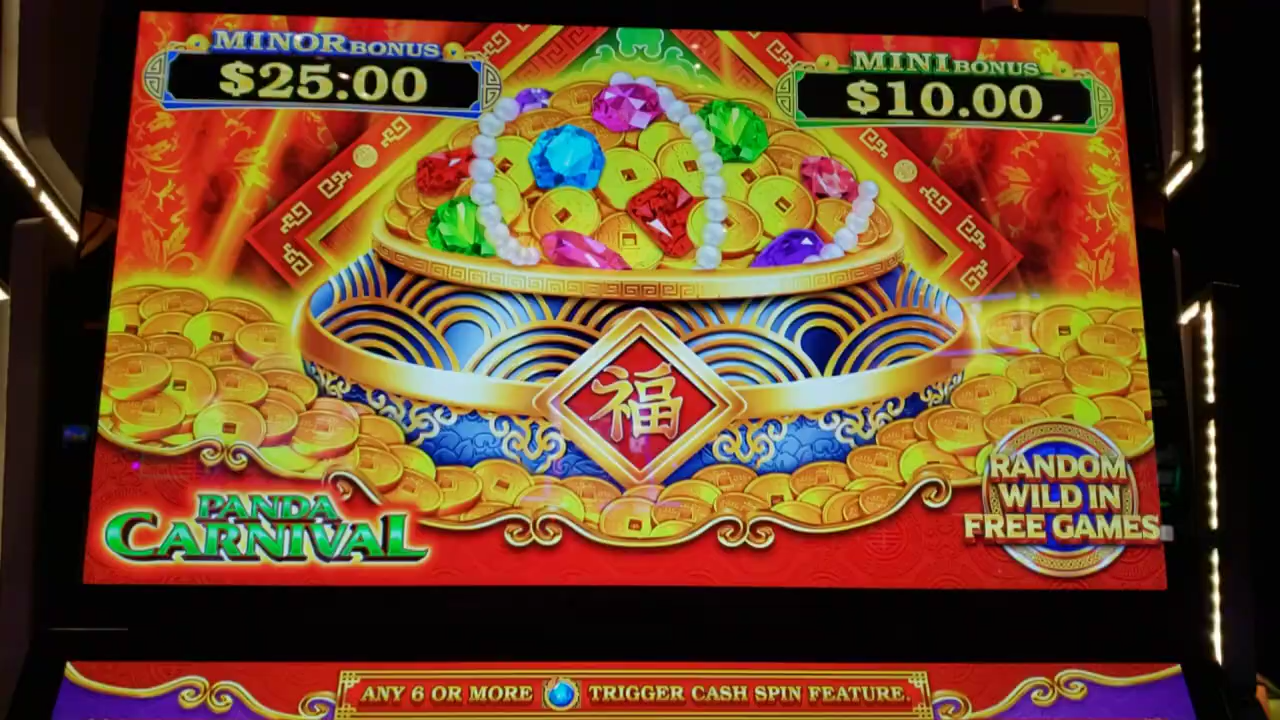 MINOR BONUS
$25.00
MINI BONUS
$10.00
福
PANDA
CARNIVAL
RANDOM
WILD IN
FREE GAMES
ANY 6 OR MORE TRIGGER CASH SPIN FEATURE.